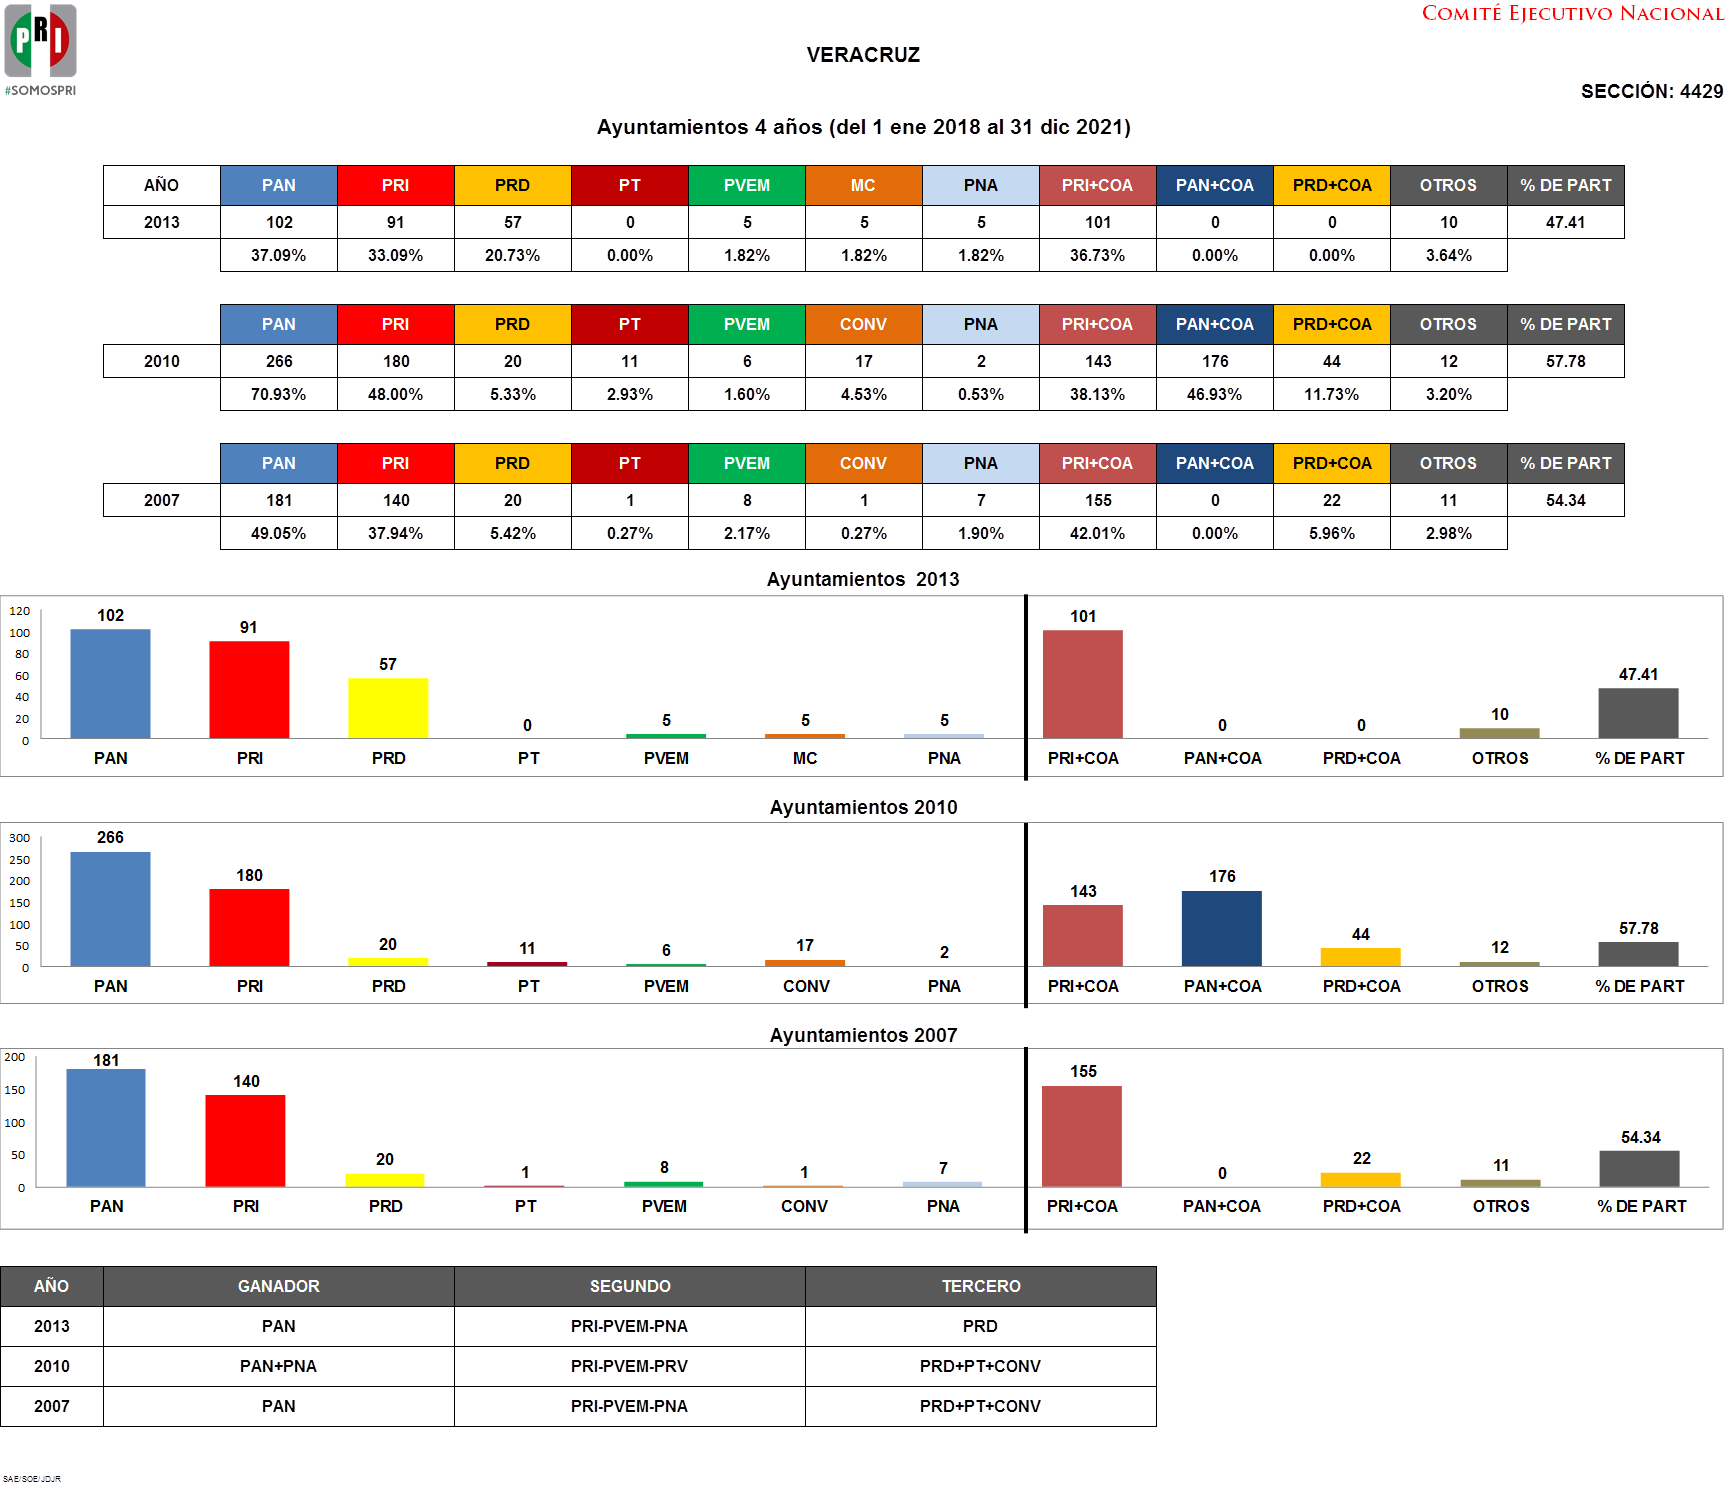 COMITÉ EJECUTIVO NACIONAL
PRI
#SOMOSPRI
VERACRUZ
SECCIÓN: 4429
Ayuntamientos 4 años (del 1 ene 2018 al 31 dic 2021)
AÑO PAN PRI PRD PT PVEM MC PNA PRI+COA PAN+COA PRD+COA OTROS % DE PART
2013 102 91 57 0 5 5 5 101 0 0 10 47.41
37.09% 33.09% 20.73% 0.00% 1.82% 1.82% 1.82% 36.73% 0.00% 0.00% 3.64%
PAN PRI PRD PT PVEM CONV PNA PRI+COA PAN+COA PRD+COA OTROS % DE PART
2010 266 180 20 11 6 17 2 143 176 44 12 57.78
70.93% 48.00% 5.33% 2.93% 1.60% 4.53% 0.53% 38.13% 46.93% 11.73% 3.20%
PAN PRI PRD PT PVEM CONV PNA PRI+COA PAN+COA PRD+COA OTROS % DE PART
2007 181 140 20 1 8 1 7 155 0 22 11 54.34
49.05% 37.94% 5.42% 0.27% 2.17% 0.27% 1.90% 42.01% 0.00% 5.96% 2.98%
Ayuntamientos 2013
120
100
80
60
40
20
0
102 91 57 0 5 5 5 101 0 0 10 47.41
PAN PRI PRD PT PVEM MC PNA PRI+COA PAN+COA PRD+COA OTROS % DE PART
Ayuntamientos 2010
300
250
200
150
100
50
0
266 180 20 11 6 17 2 143 176 44 12 57.78
PAN PRI PRD PT PVEM CONV PNA PRI+COA PAN+COA PRD+COA OTROS % DE PART
Ayuntamientos 2007
200
150
100
50
0
181 140 20 1 8 1 7 155 0 22 11 54.34
PAN PRI PRD PT PVEM CONV PNA PRI+COA PAN+COA PRD+COA OTROS % DE PART
AÑO GANADOR SEGUNDO TERCERO
2013 PAN PRI-PVEM-PNA PRD
2010 PAN+PNA PRI-PVEM-PRV PRD+PT+CONV
2007 PAN PRI-PVEM-PNA PRD+PT+CONV
SAE/SOE/JDJR